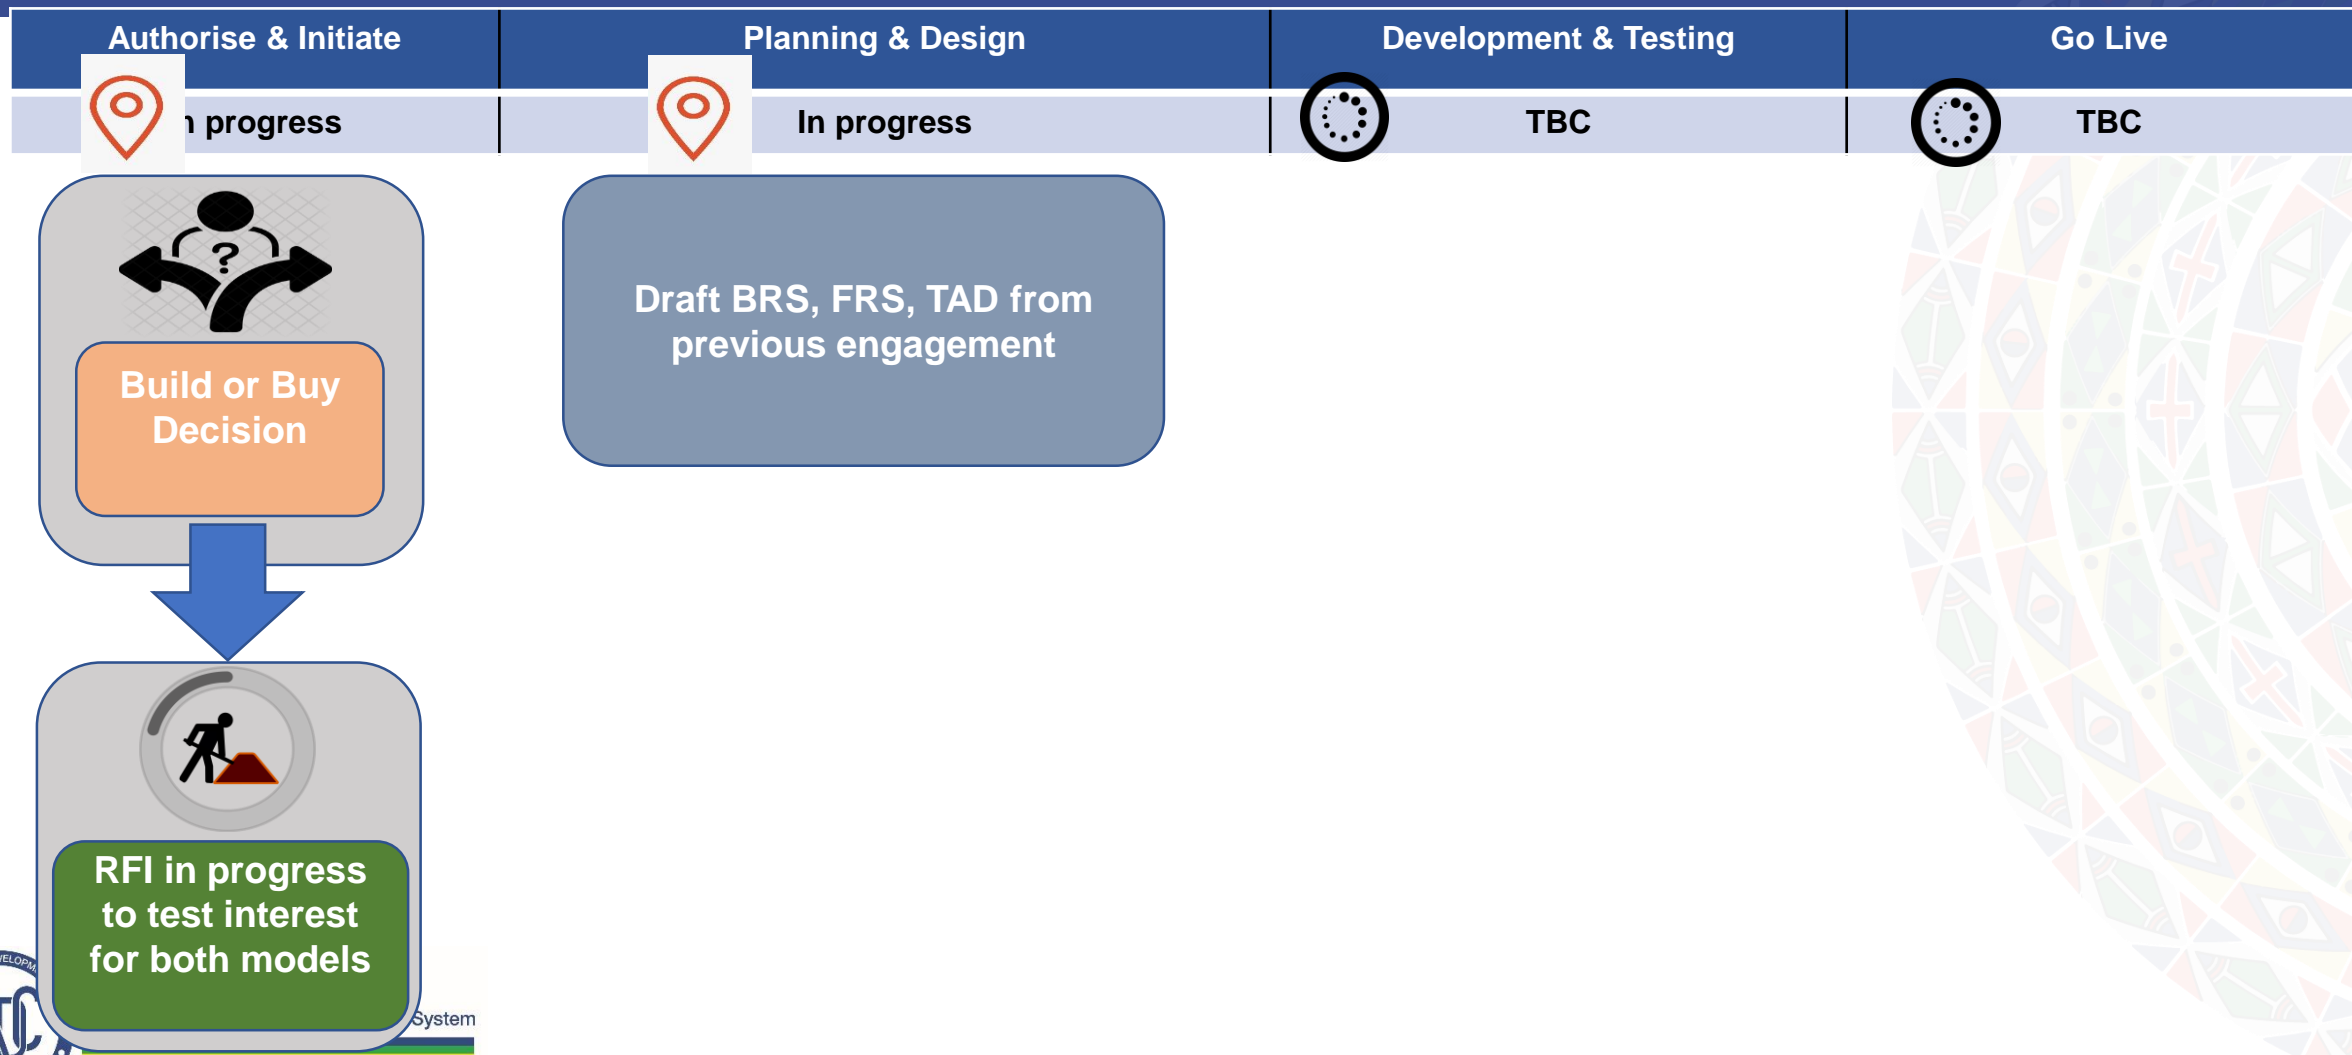 Authorise & Initiate
Planning & Design
Development & Testing
Go Live
n progress
In progress
TBC
TBC
?
Build or Buy
Decision
Draft BRS, FRS, TAD from
previous engagement
RFI in progress
to test interest
for both models
System